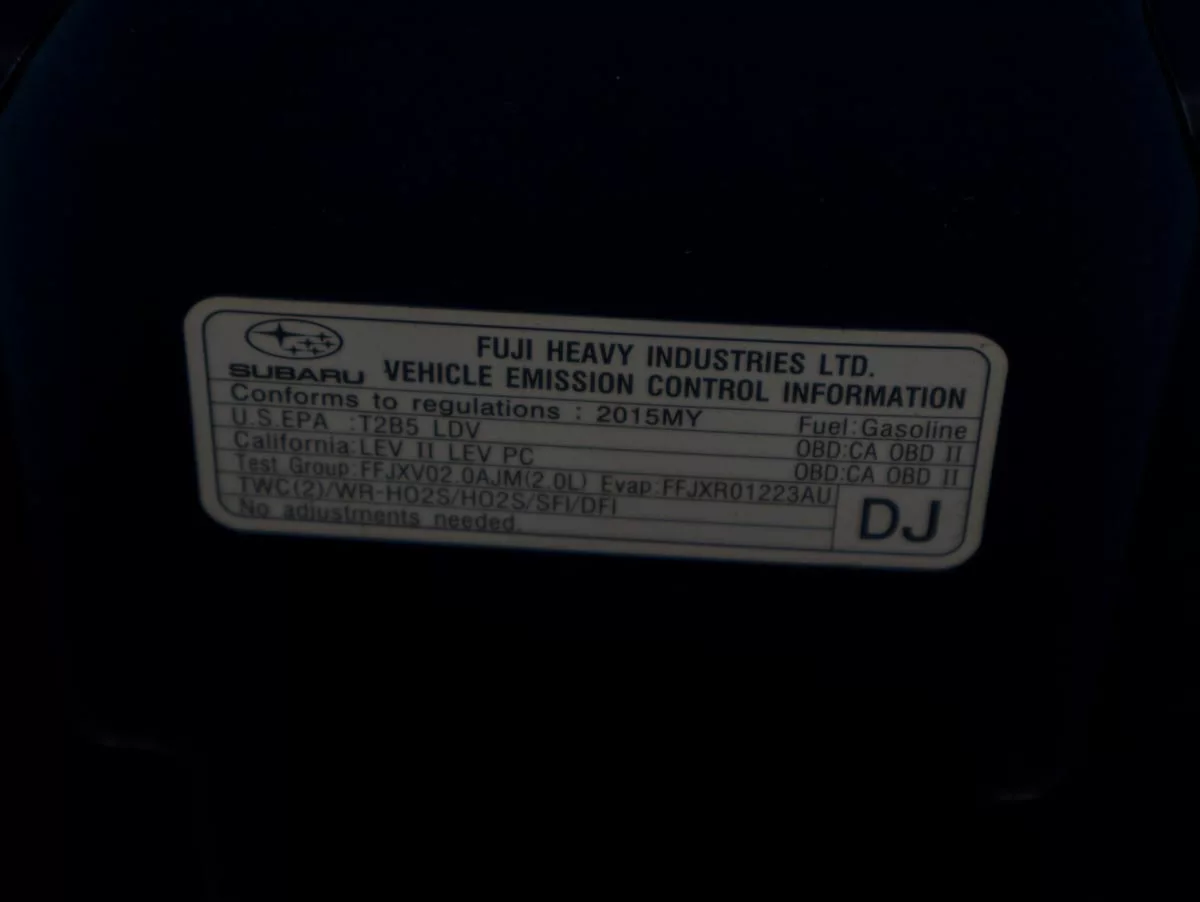 FUJI HEAVY INDUSTRIES LTD.
SUBARU VEHICLE EMISSION CONTROL INFORMATION
Conforms to regulations : 2015MY Fuel:Gasoline
U.S.EPA :T2B5 LDV OBD:CA OBD II
California:LEV II LEV PC OBD:CA OBD II
Test Group:FFJXV02.0AJM(2.0L) Evap:FFJXR01223AU
TWC(2)/WR-HO2S/HO2S/SFI/DFI
No adjustments needed.
DJ